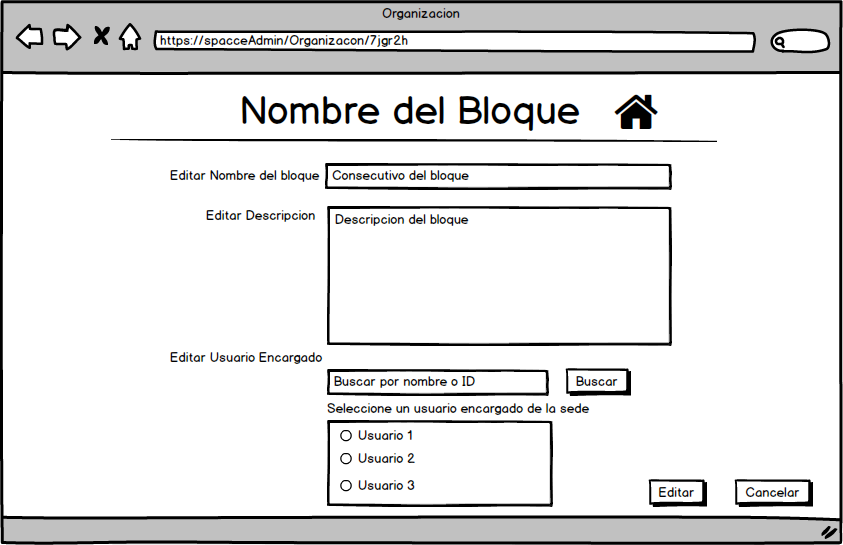 Organizacion
https://spacceAdmin/Organizacon/7jgr2h
Nombre del Bloque
Editar Nombre del bloque
Consecutivo del bloque
Editar Descripcion
Descripcion del bloque
Editar Usuario Encargado
Buscar por nombre o ID
Buscar
Seleccione un usuario encargado de la sede
Usuario 1
Usuario 2
Usuario 3
Editar
Cancelar